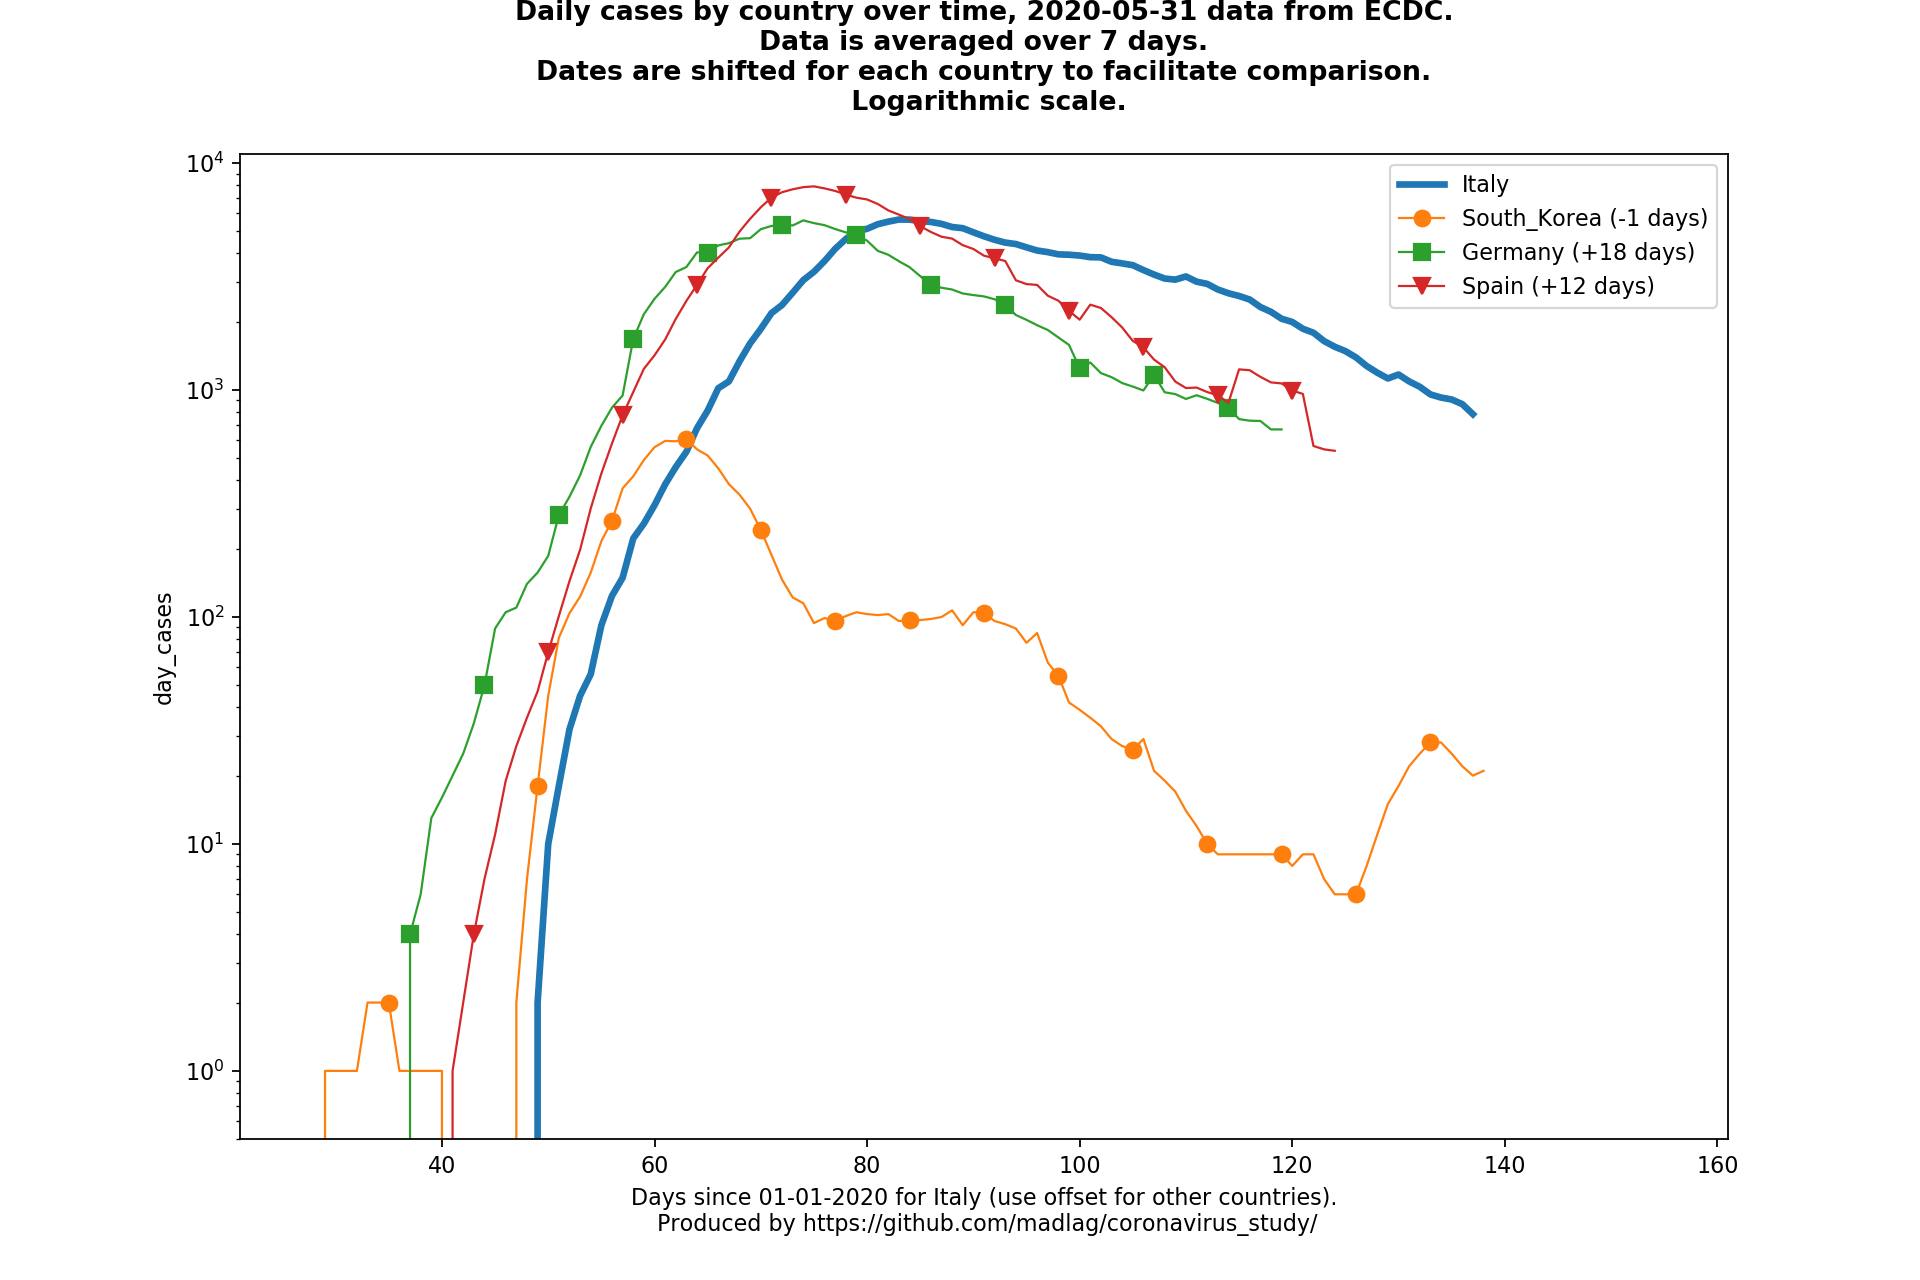 Daily cases by country over time, 2020-05-31 data from ECDC.
Data is averaged over 7 days.
Dates are shifted for each country to facilitate comparison.
Logarithmic scale.
10⁴
10³
10²
10¹
10⁰
day_cases
Italy
South_Korea (-1 days)
Germany (+18 days)
Spain (+12 days)
40 60 80 100 120 140 160
Days since 01-01-2020 for Italy (use offset for other countries).
Produced by https://github.com/madlag/coronavirus_study/